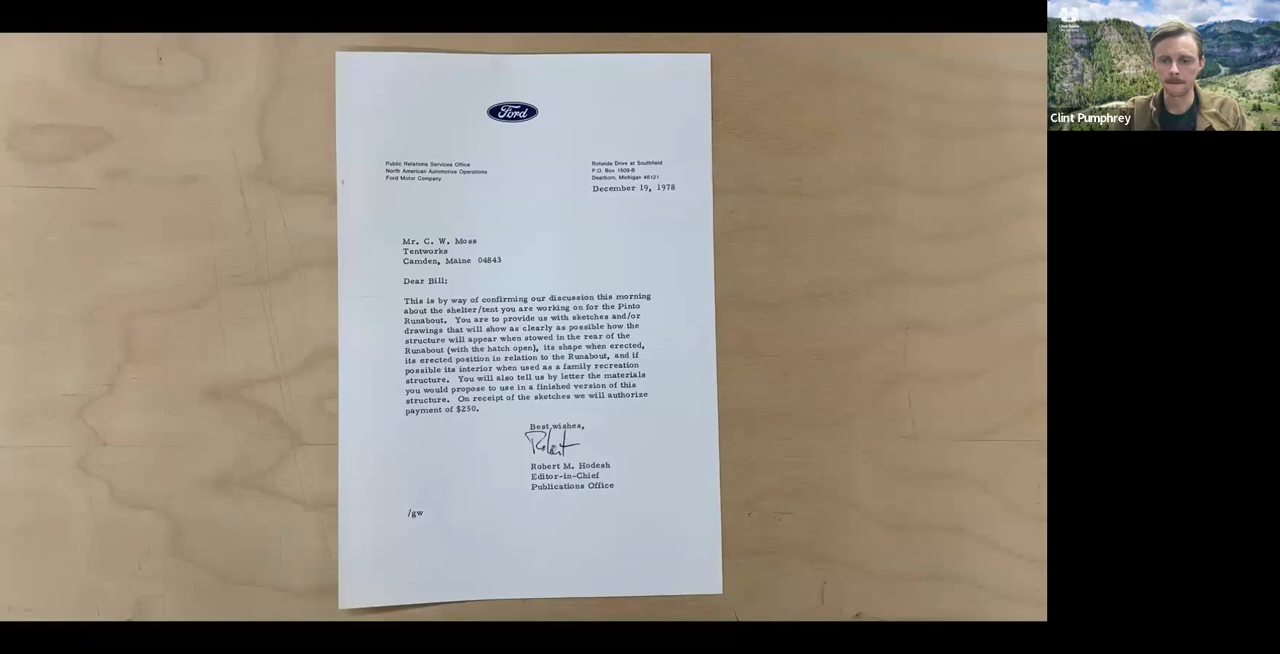 Ford
Public Relations Services Office
North American Automotive Operations
Ford Motor Company
Rotunda Drive at Southfield
P.O. Box 1509-B
Dearborn, Michigan 48121
December 19, 1978
Mr. C. W. Moss
Tentworks
Camden, Maine 04843
Dear Bill:
This is by way of confirming our discussion this morning
about the shelter/tent you are working on for the Pinto
Runabout. You are to provide us with sketches and/or
drawings that will show as clearly as possible how the
structure will appear when stowed in the rear of the
Runabout (with the hatch open), its shape when erected,
its erected position in relation to the Runabout, and if
possible its interior when used as a family recreation
structure. You will also tell us by letter the materials
you would propose to use in a finished version of this
structure. On receipt of the sketches we will authorize
payment of $250.
Best wishes,
Robert
Robert M. Hodesh
Editor-in-Chief
Publications Office
/gw
Clint Pumphrey